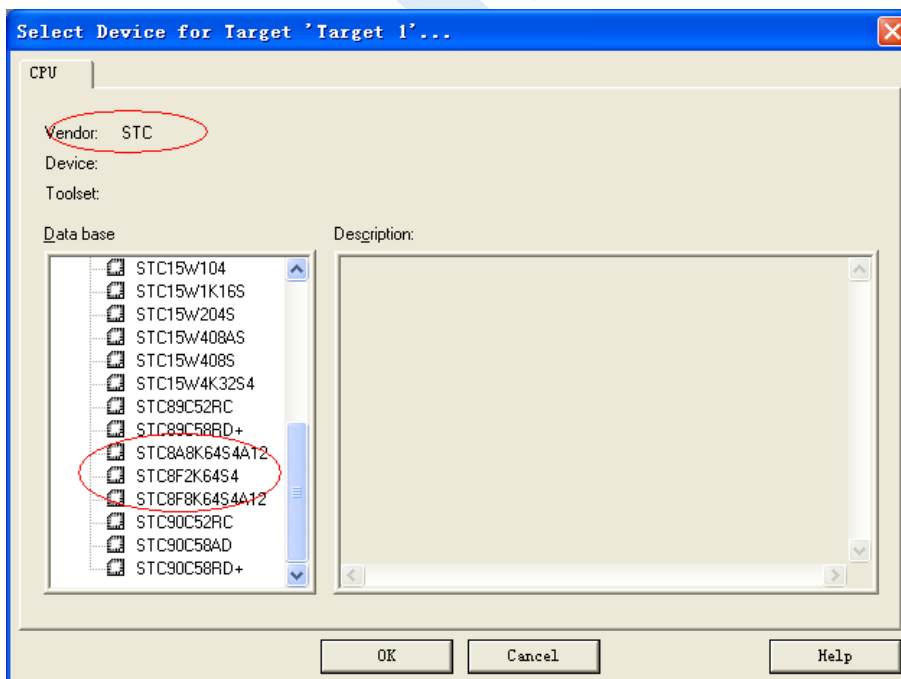 Select Device for Target 'Target 1'...
CPU
Vendor: STC
Device:
Toolset:
Data base
Description:
STC15W104
STC15W1K16S
STC15W204S
STC15W408AS
STC15W408S
STC15W4K32S4
STC89C52RC
STC89C58RD+
STC8A8K64S4A12
STC8F2K64S4
STC8F8K64S4A12
STC90C52RC
STC90C58AD
STC90C58RD+
OK Cancel Help